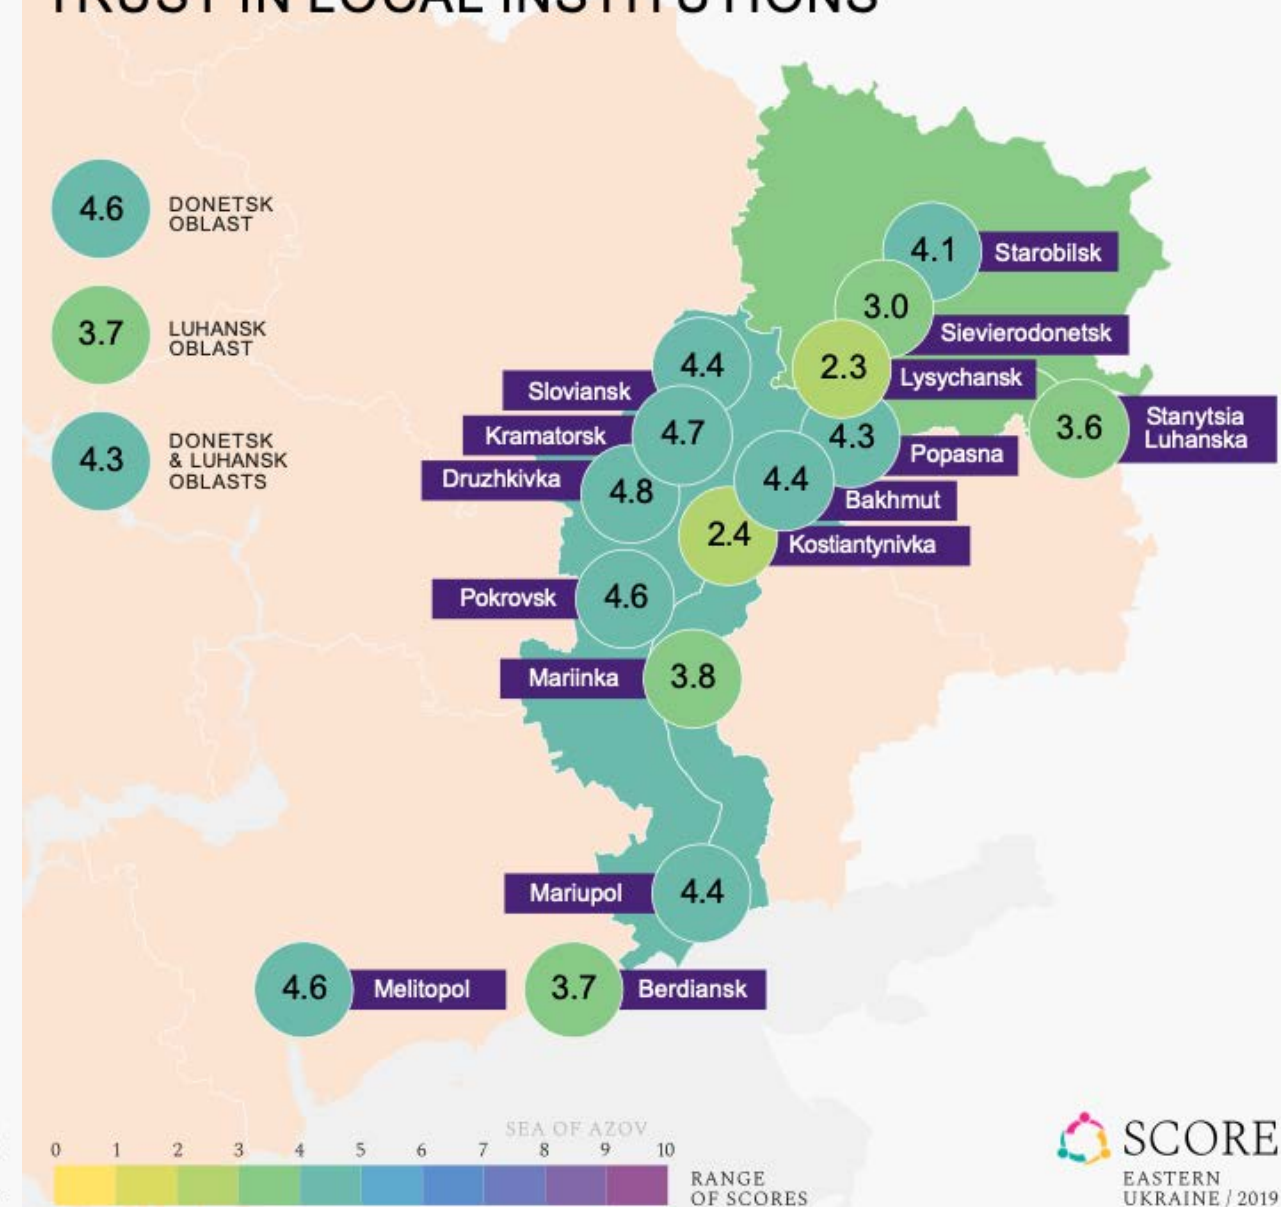 TRUST IN LOCAL INSTITUTIONS
4.6
DONETSK
OBLAST
3.7
LUHANSK
OBLAST
4.3
DONETSK
& LUHANSK
OBLASTS
4.1
Starobilsk
3.0
Sievierodonetsk
2.3
Lysychansk
3.6
Stanytsia
Luhanska
4.4
Sloviansk
4.7
Kramatorsk
4.8
Druzhkivka
4.3
Popasna
4.4
Bakhmut
2.4
Kostiantynivka
4.6
Pokrovsk
3.8
Mariinka
4.4
Mariupol
4.6
Melitopol
3.7
Berdiansk
SEA OF AZOV
0 1 2 3 4 5 6 7 8 9 10
RANGE
OF SCORES
SCORE
EASTERN
UKRAINE / 2019